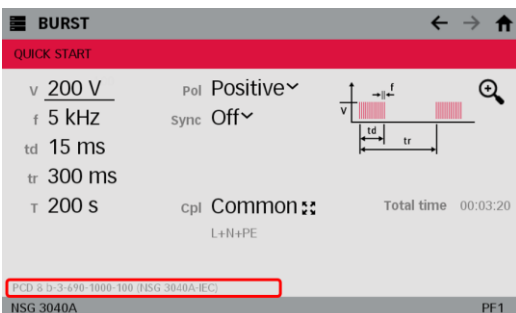 BURST
QUICK START
V 200 V
f 5 kHz
td 15 ms
tr 300 ms
T 200 s
Pol Positive
Sync Off
Cpl Common
L+N+PE
f
V
td
tr
Total time 00:03:20
PCD 8 b-3-690-1000-100 (NSG 3040A-IEC)
NSG 3040A
PF1